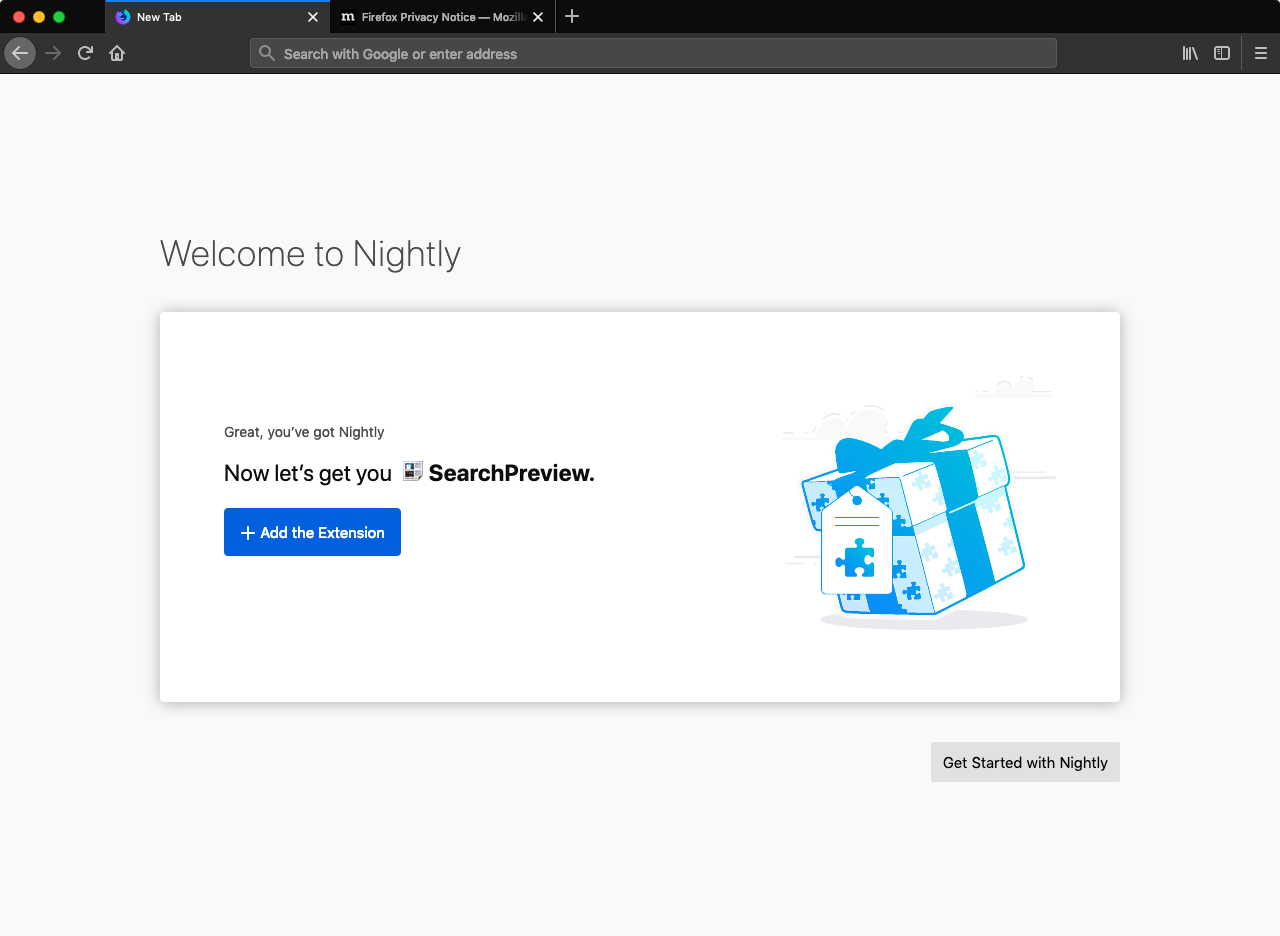 New Tab
m Firefox Privacy Notice — Mozill
Search with Google or enter address
Welcome to Nightly
Great, you’ve got Nightly
Now let’s get you SearchPreview.
Add the Extension
Get Started with Nightly